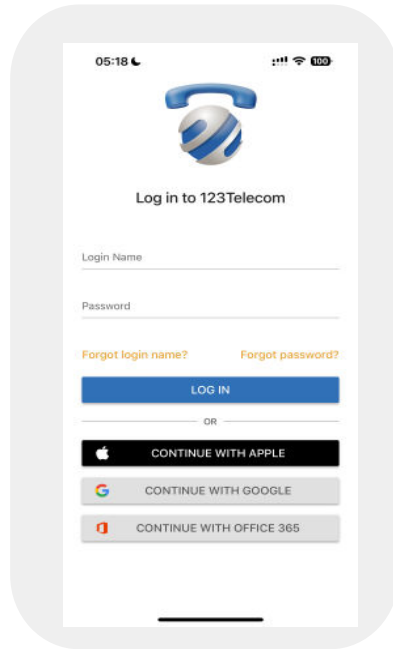 05:18 100
Log in to 123Telecom
Login Name
Password
Forgot login name? Forgot password?
LOG IN
OR
CONTINUE WITH APPLE
CONTINUE WITH GOOGLE
CONTINUE WITH OFFICE 365